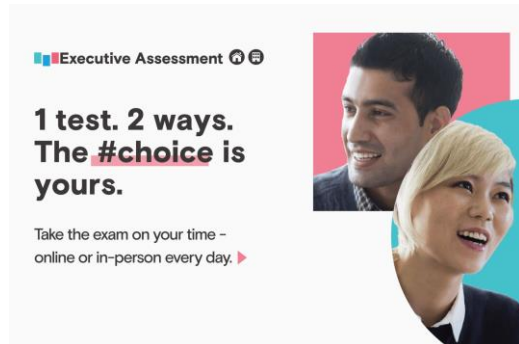 Executive Assessment
1 test. 2 ways.
The #choice is
yours.
Take the exam on your time –
online or in-person every day.